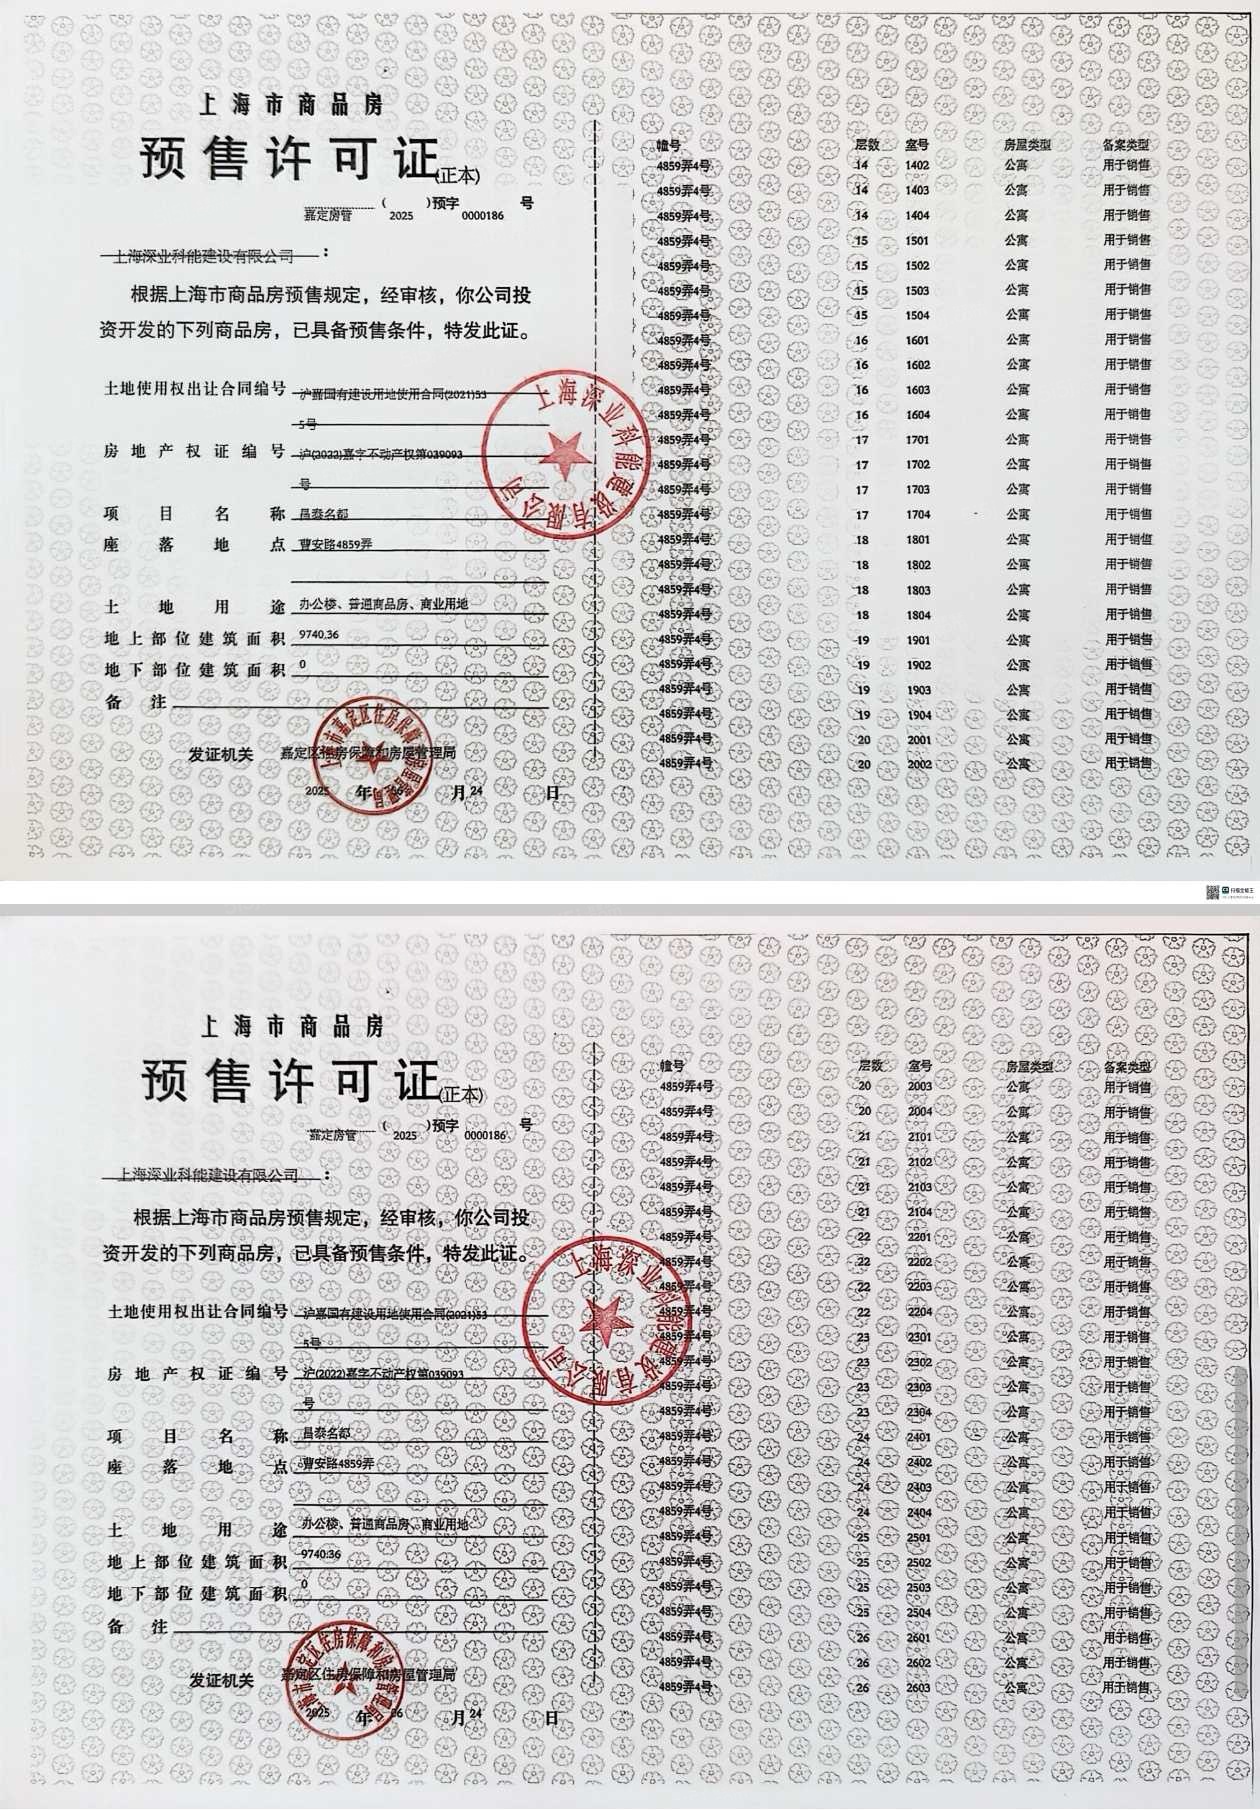 上海市商品房
预售许可证(正本)
嘉定房管(2025)预字0000186号
上海深业科能建设有限公司：
根据上海市商品房预售规定，经审核，你公司投
资开发的下列商品房，已具备预售条件，特发此证。
土地使用权出让合同编号 沪嘉国有建设用地使用合同(2021)53
5号
房地产权证编号 沪(2022)嘉字不动产权第039093
号
项目名称 昌泰名都
座落地点 曹安路4859弄
土地用途 办公楼、普通商品房、商业用地
地上部位建筑面积 9740.36
地下部位建筑面积 0
备注
发证机关 嘉定区住房保障和房屋管理局
2025年06月24日
上海深业科能建设有限公司
幢号 层数 室号 房屋类型 备案类型
4859弄4号 14 1402 公寓 用于销售
4859弄4号 14 1403 公寓 用于销售
4859弄4号 14 1404 公寓 用于销售
4859弄4号 15 1501 公寓 用于销售
4859弄4号 15 1502 公寓 用于销售
4859弄4号 15 1503 公寓 用于销售
4859弄4号 15 1504 公寓 用于销售
4859弄4号 16 1601 公寓 用于销售
4859弄4号 16 1602 公寓 用于销售
4859弄4号 16 1603 公寓 用于销售
4859弄4号 16 1604 公寓 用于销售
4859弄4号 17 1701 公寓 用于销售
4859弄4号 17 1702 公寓 用于销售
4859弄4号 17 1703 公寓 用于销售
4859弄4号 17 1704 公寓 用于销售
4859弄4号 18 1801 公寓 用于销售
4859弄4号 18 1802 公寓 用于销售
4859弄4号 18 1803 公寓 用于销售
4859弄4号 18 1804 公寓 用于销售
4859弄4号 19 1901 公寓 用于销售
4859弄4号 19 1902 公寓 用于销售
4859弄4号 19 1903 公寓 用于销售
4859弄4号 19 1904 公寓 用于销售
4859弄4号 20 2001 公寓 用于销售
4859弄4号 20 2002 公寓 用于销售
扫描全能王
上海市商品房
预售许可证(正本)
嘉定房管(2025)预字0000186号
上海深业科能建设有限公司：
根据上海市商品房预售规定，经审核，你公司投
资开发的下列商品房，已具备预售条件，特发此证。
土地使用权出让合同编号 沪嘉国有建设用地使用合同(2021)53
5号
房地产权证编号 沪(2022)嘉字不动产权第039093
号
项目名称 昌泰名都
座落地点 曹安路4859弄
土地用途 办公楼、普通商品房、商业用地
地上部位建筑面积 9740.36
地下部位建筑面积 0
备注
发证机关 嘉定区住房保障和房屋管理局
2025年06月24日
上海深业科能建设有限公司
幢号 层数 室号 房屋类型 备案类型
4859弄4号 20 2003 公寓 用于销售
4859弄4号 20 2004 公寓 用于销售
4859弄4号 21 2101 公寓 用于销售
4859弄4号 21 2102 公寓 用于销售
4859弄4号 21 2103 公寓 用于销售
4859弄4号 21 2104 公寓 用于销售
4859弄4号 22 2201 公寓 用于销售
4859弄4号 22 2202 公寓 用于销售
4859弄4号 22 2203 公寓 用于销售
4859弄4号 22 2204 公寓 用于销售
4859弄4号 23 2301 公寓 用于销售
4859弄4号 23 2302 公寓 用于销售
4859弄4号 23 2303 公寓 用于销售
4859弄4号 23 2304 公寓 用于销售
4859弄4号 24 2401 公寓 用于销售
4859弄4号 24 2402 公寓 用于销售
4859弄4号 24 2403 公寓 用于销售
4859弄4号 24 2404 公寓 用于销售
4859弄4号 25 2501 公寓 用于销售
4859弄4号 25 2502 公寓 用于销售
4859弄4号 25 2503 公寓 用于销售
4859弄4号 25 2504 公寓 用于销售
4859弄4号 26 2601 公寓 用于销售
4859弄4号 26 2602 公寓 用于销售
4859弄4号 26 2603 公寓 用于销售